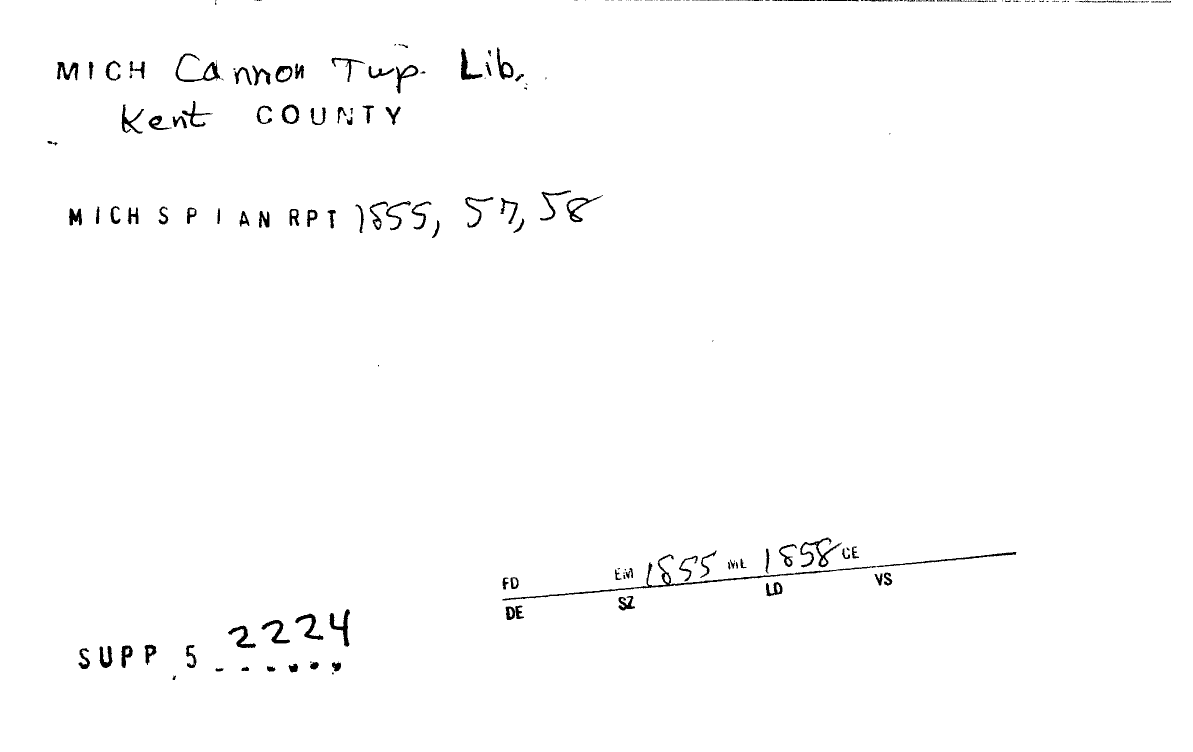 MICH Cannon Twp. Lib.
Kent COUNTY
MICH S P I AN RPT 1855, 57, 58
FD EM 1855 ML 1858 CE
DE SZ LD VS
SUPP 5 2224